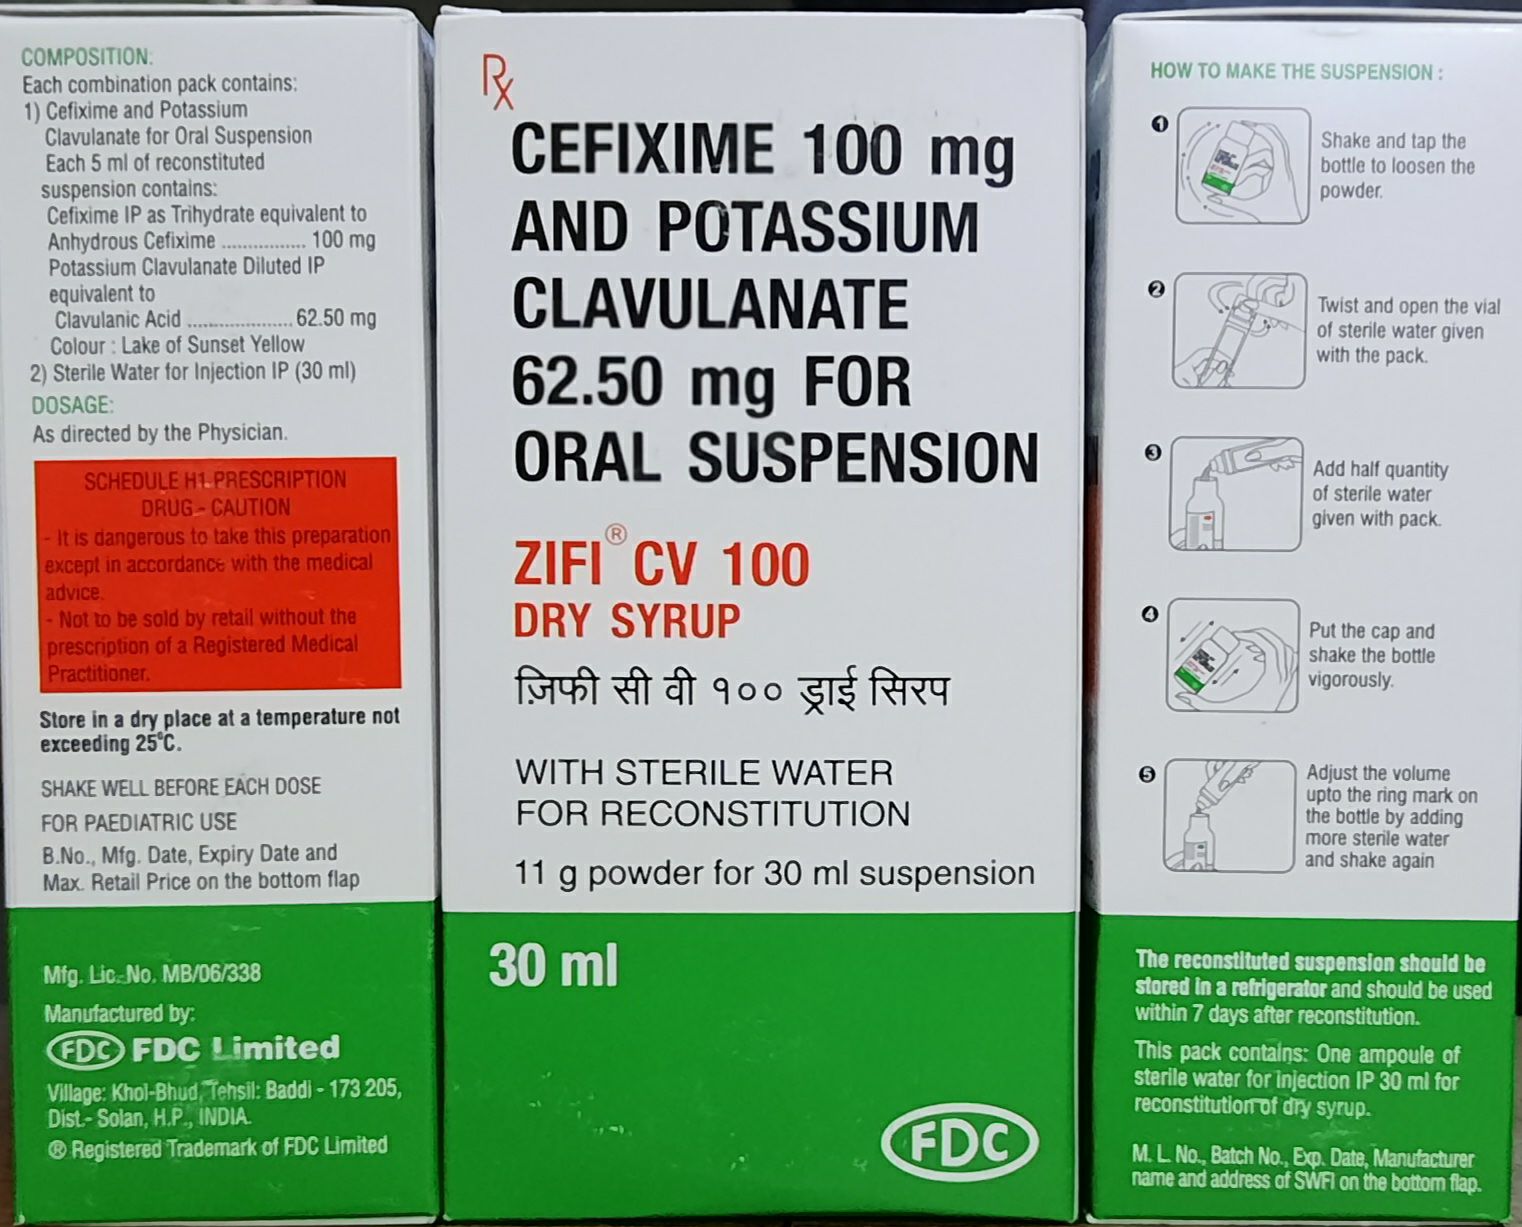 COMPOSITION:
Each combination pack contains:
1) Cefixime and Potassium
Clavulanate for Oral Suspension
Each 5 ml of reconstituted
suspension contains:
Cefixime IP as Trihydrate equivalent to
Anhydrous Cefixime ................ 100 mg
Potassium Clavulanate Diluted IP
equivalent to
Clavulanic Acid .................... 62.50 mg
Colour : Lake of Sunset Yellow
2) Sterile Water for Injection IP (30 ml)
DOSAGE:
As directed by the Physician.
SCHEDULE H1 PRESCRIPTION
DRUG - CAUTION
- It is dangerous to take this preparation
except in accordance with the medical
advice.
- Not to be sold by retail without the
prescription of a Registered Medical
Practitioner.
Store in a dry place at a temperature not
exceeding 25°C.
SHAKE WELL BEFORE EACH DOSE
FOR PAEDIATRIC USE
B.No., Mfg. Date, Expiry Date and
Max. Retail Price on the bottom flap
Mfg. Lic. No. MB/06/338
Manufactured by:
FDC FDC Limited
Village: Khol-Bhud, Tehsil: Baddi - 173 205,
Dist.- Solan, H.P., INDIA.
® Registered Trademark of FDC Limited
Rx
CEFIXIME 100 mg
AND POTASSIUM
CLAVULANATE
62.50 mg FOR
ORAL SUSPENSION
ZIFI® CV 100
DRY SYRUP
ज़िफी सी वी १०० ड्राई सिरप
WITH STERILE WATER
FOR RECONSTITUTION
11 g powder for 30 ml suspension
30 ml
FDC
HOW TO MAKE THE SUSPENSION :
1 Shake and tap the
bottle to loosen the
powder.
2 Twist and open the vial
of sterile water given
with the pack.
3 Add half quantity
of sterile water
given with pack.
4 Put the cap and
shake the bottle
vigorously.
5 Adjust the volume
upto the ring mark on
the bottle by adding
more sterile water
and shake again
The reconstituted suspension should be
stored in a refrigerator and should be used
within 7 days after reconstitution.
This pack contains: One ampoule of
sterile water for injection IP 30 ml for
reconstitution of dry syrup.
M. L. No., Batch No., Exp. Date, Manufacturer
name and address of SWFI on the bottom flap.